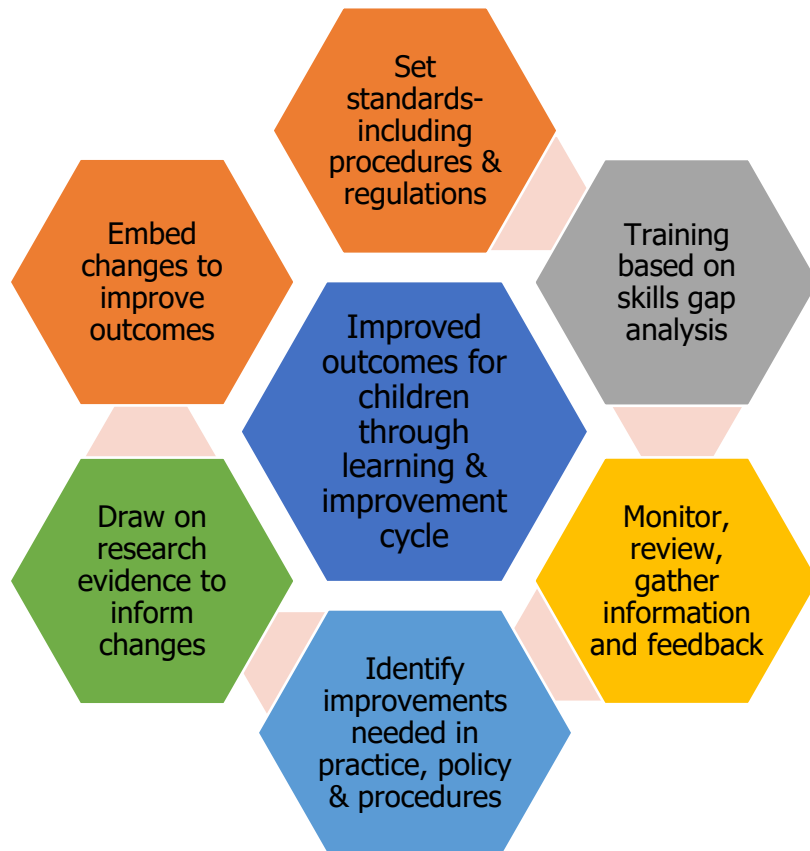 Set
standards-
including
procedures &
regulations
Training
based on
skills gap
analysis
Monitor,
review,
gather
information
and feedback
Identify
improvements
needed in
practice, policy
& procedures
Draw on
research
evidence to
inform
changes
Embed
changes to
improve
outcomes
Improved
outcomes for
children
through
learning &
improvement
cycle